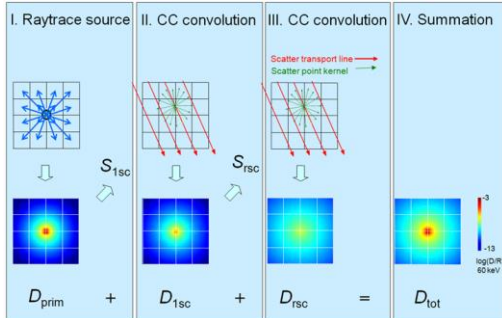 I. Raytrace source
II. CC convolution
III. CC convolution
IV. Summation
Scatter transport line
Scatter point kernel
S1sc
Srsc
-3
-13
log(D/R)
60 keV
Dprim + D1sc + Drsc = Dtot